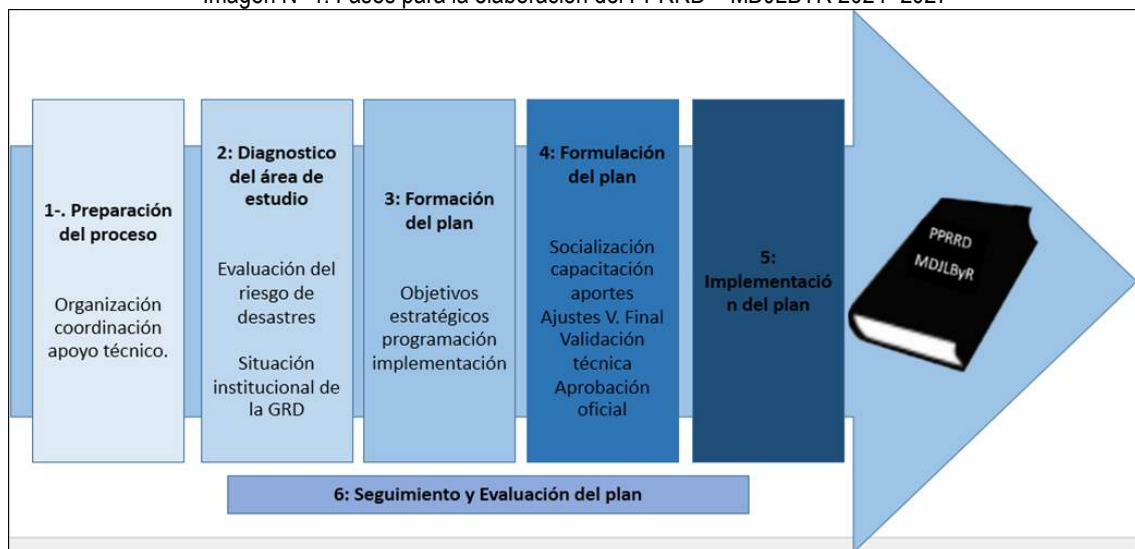 1-. Preparación
del proceso
Organización
coordinación
apoyo técnico.
2: Diagnostico
del área de
estudio
Evaluación del
riesgo de
desastres
Situación
institucional de
la GRD
3: Formación
del plan
Objetivos
estratégicos
programación
implementación
4: Formulación
del plan
Socialización
capacitación
aportes
Ajustes V. Final
Validación
técnica
Aprobación
oficial
5:
Implementació
n del plan
PPRRD
MDJLByR
6: Seguimiento y Evaluación del plan